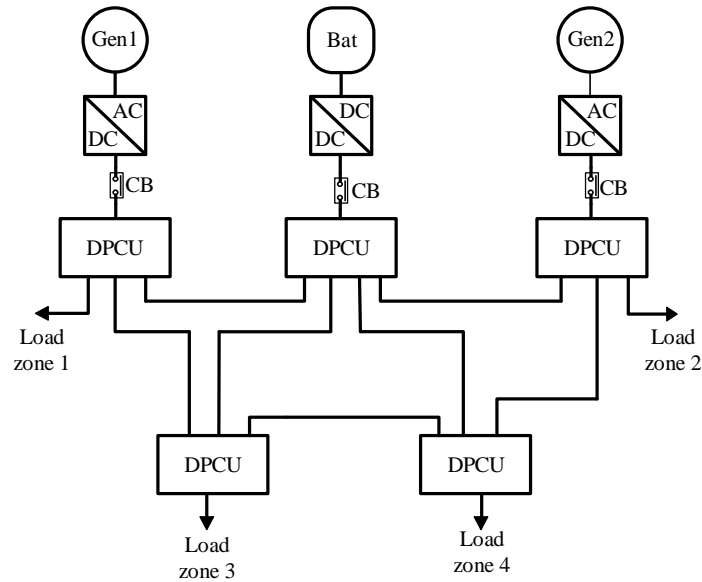 Gen1
Bat
Gen2
AC
DC
DC
DC
AC
DC
CB
CB
CB
DPCU
DPCU
DPCU
Load
zone 1
Load
zone 2
DPCU
DPCU
Load
zone 3
Load
zone 4